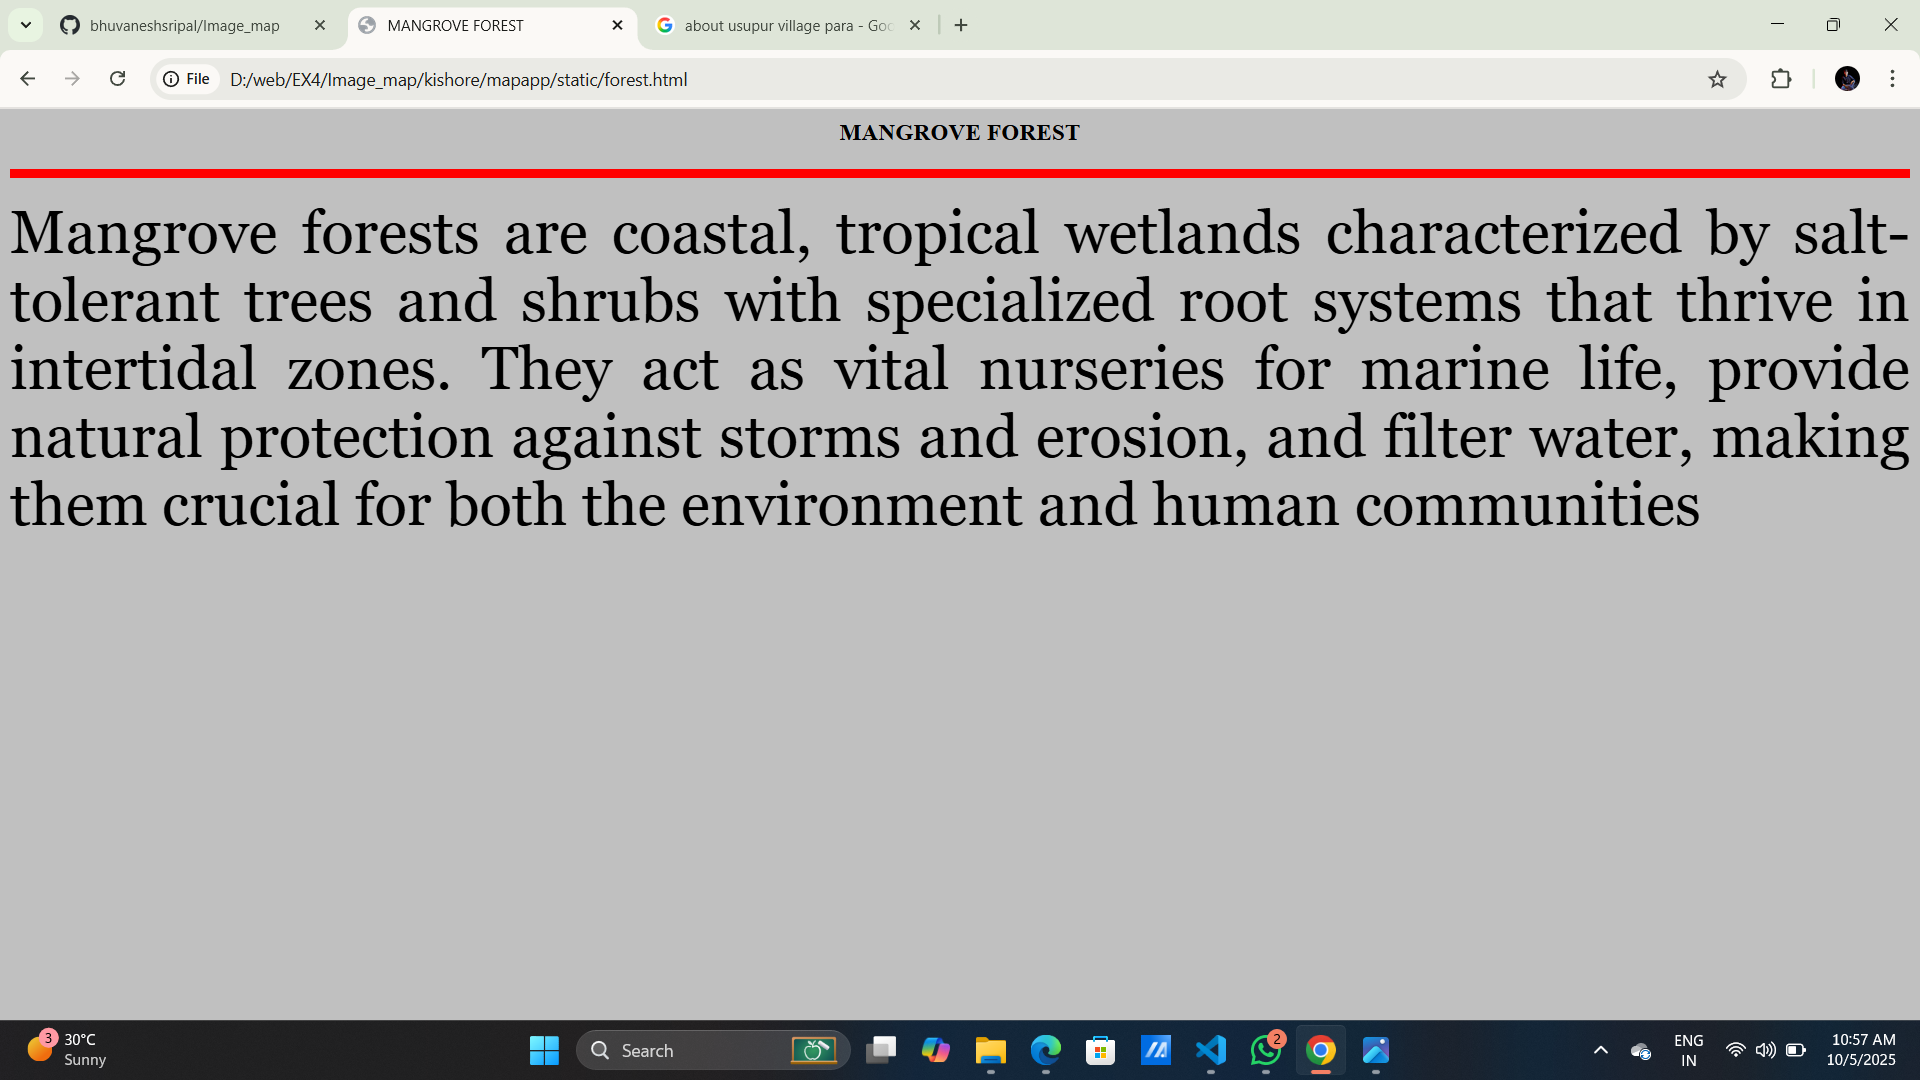 bhuvaneshsripal/Image_map
MANGROVE FOREST
about usupur village para - Goo
File
D:/web/EX4/Image_map/kishore/mapapp/static/forest.html
MANGROVE FOREST
Mangrove forests are coastal, tropical wetlands characterized by salt-
tolerant trees and shrubs with specialized root systems that thrive in
intertidal zones. They act as vital nurseries for marine life, provide
natural protection against storms and erosion, and filter water, making
them crucial for both the environment and human communities
3
30°C
Sunny
Search
2
ENG
IN
10:57 AM
10/5/2025